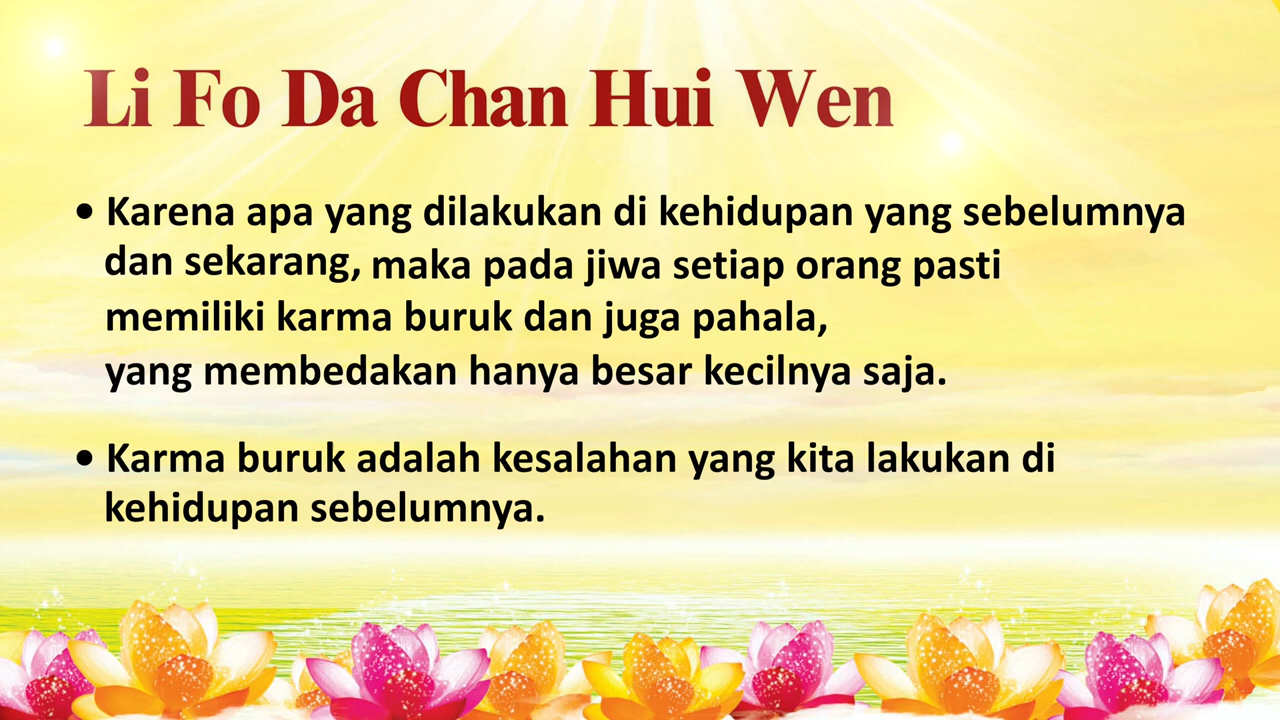 Li Fo Da Chan Hui Wen
• Karena apa yang dilakukan di kehidupan yang sebelumnya
dan sekarang, maka pada jiwa setiap orang pasti
memiliki karma buruk dan juga pahala,
yang membedakan hanya besar kecilnya saja.
• Karma buruk adalah kesalahan yang kita lakukan di
kehidupan sebelumnya.